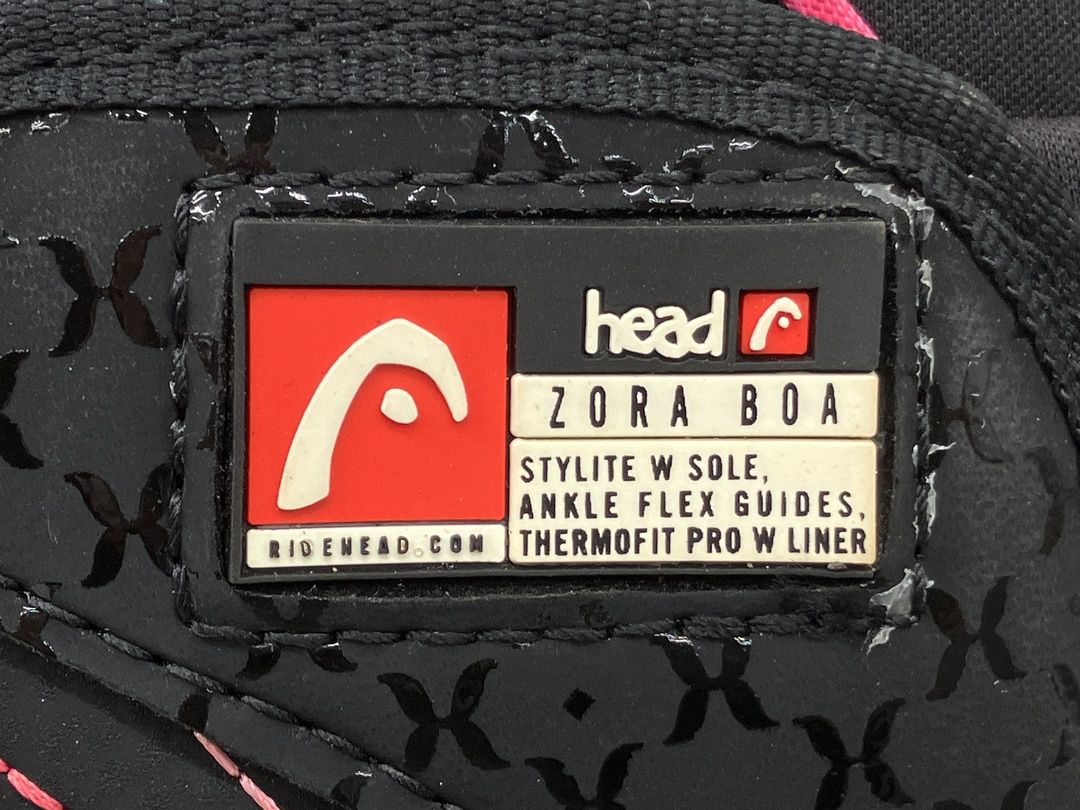 head
ZORA BOA
STYLITE W SOLE,
ANKLE FLEX GUIDES,
THERMOFIT PRO W LINER
RIDEHEAD.COM